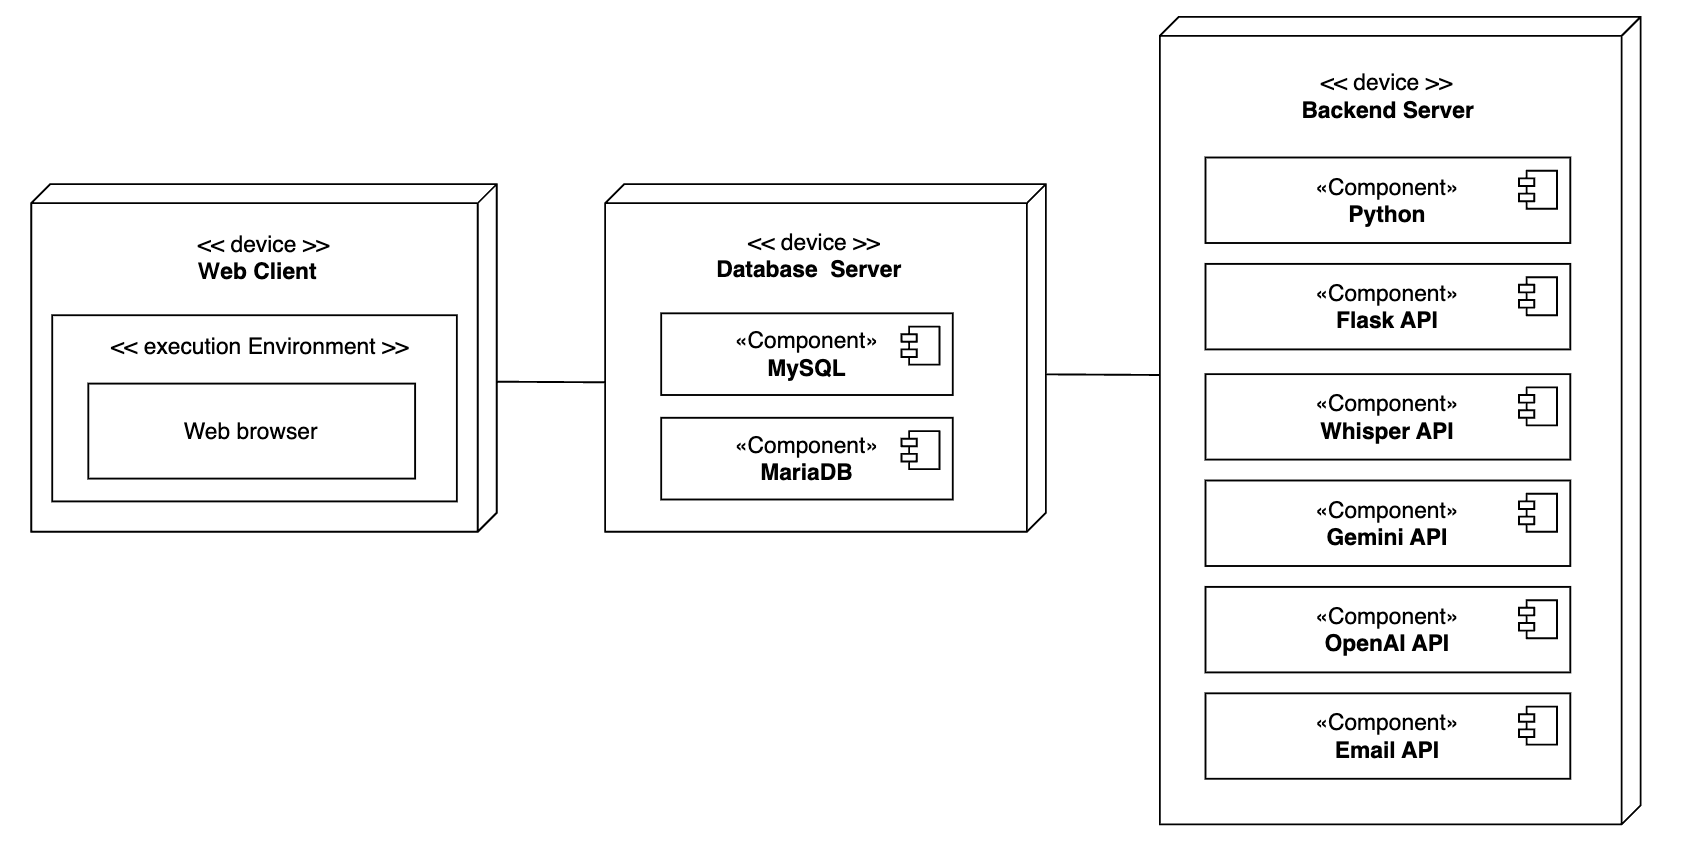 << device >>
Web Client
<< execution Environment >>
Web browser
<< device >>
Database  Server
«Component»
MySQL
«Component»
MariaDB
<< device >>
Backend Server
«Component»
Python
«Component»
Flask API
«Component»
Whisper API
«Component»
Gemini API
«Component»
OpenAI API
«Component»
Email API